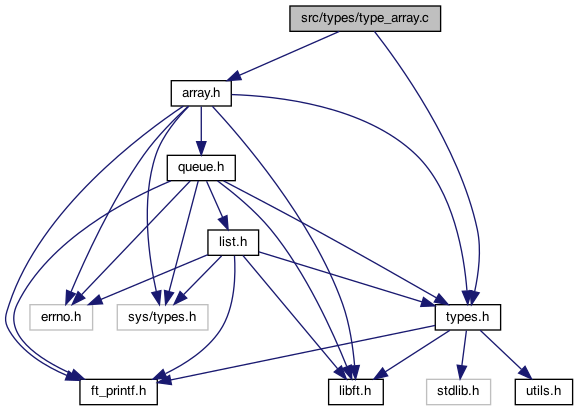 src/types/type_array.c
array.h
queue.h
list.h
errno.h
sys/types.h
types.h
ft_printf.h
libft.h
stdlib.h
utils.h